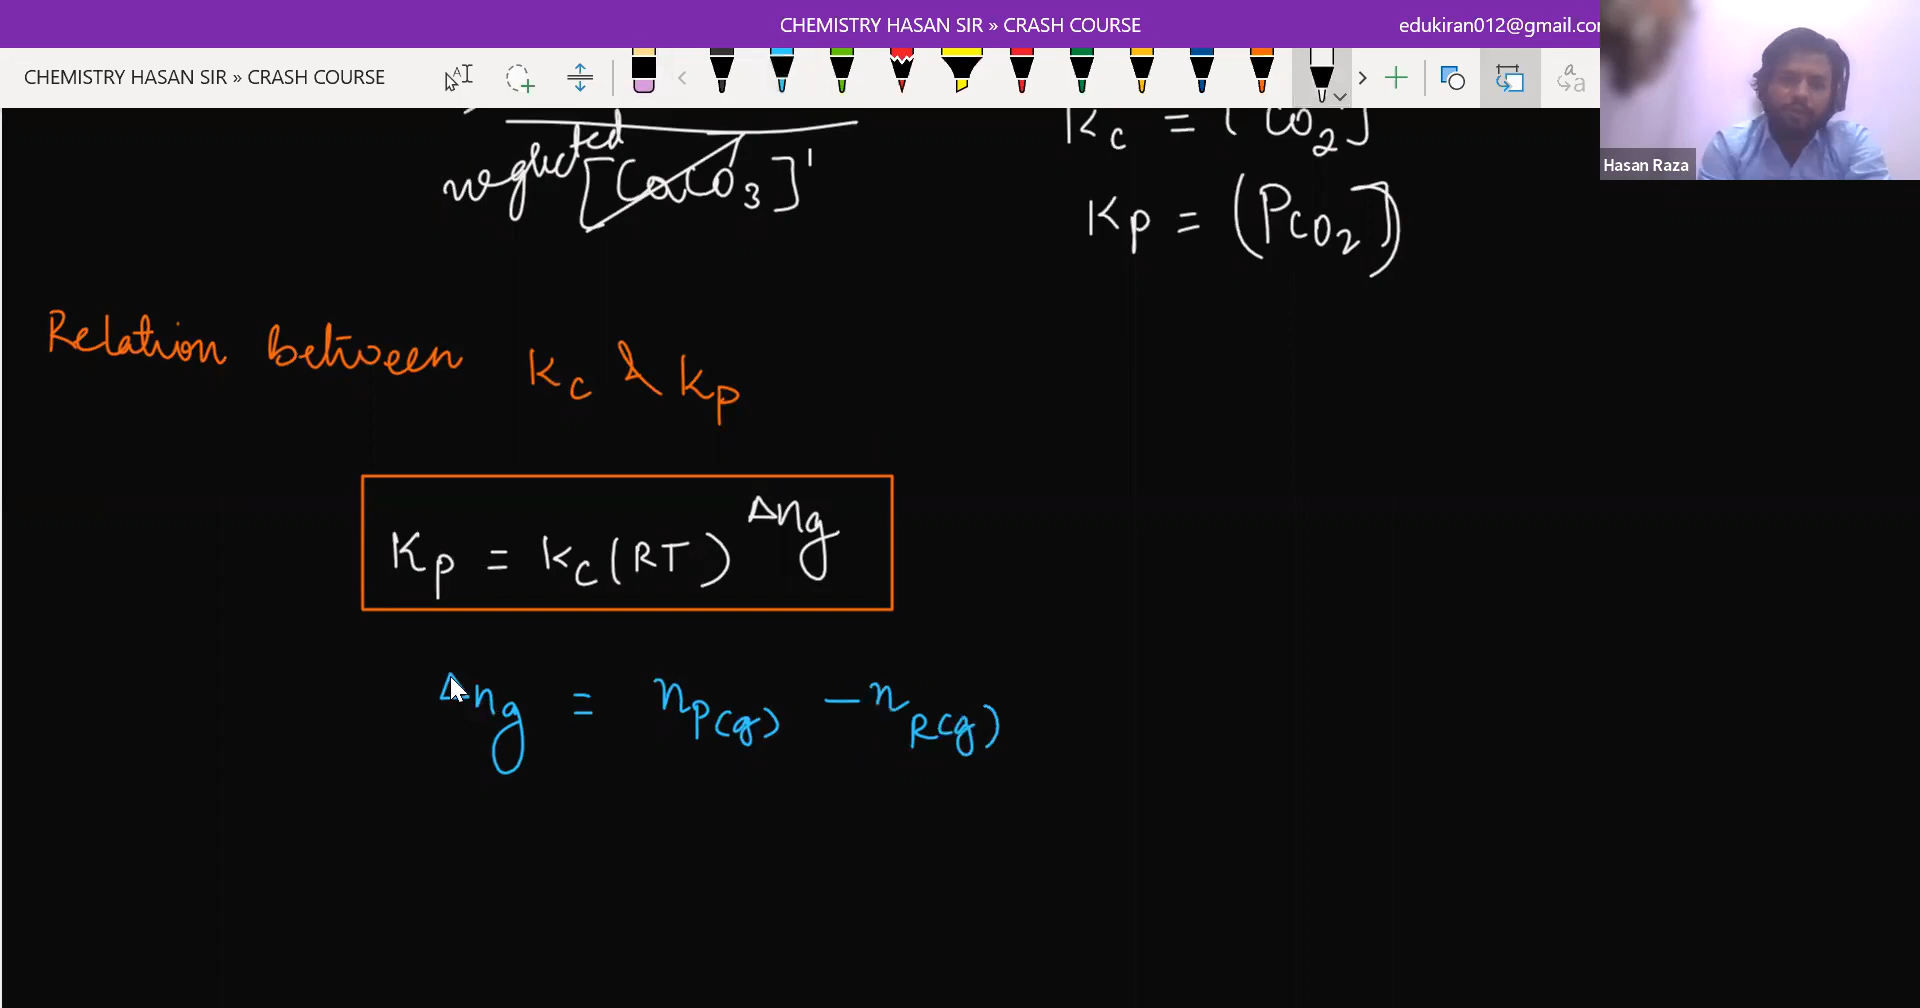 CHEMISTRY HASAN SIR » CRASH COURSE
edukiran012@gmail.co
CHEMISTRY HASAN SIR » CRASH COURSE
Hasan Raza
neglected [CaCO₃]'
Kc = [CO₂]
Kp = (PCO₂)
Relation between Kc & Kp
Kp = Kc(RT)^Δng
Δng = nP(g) - nR(g)